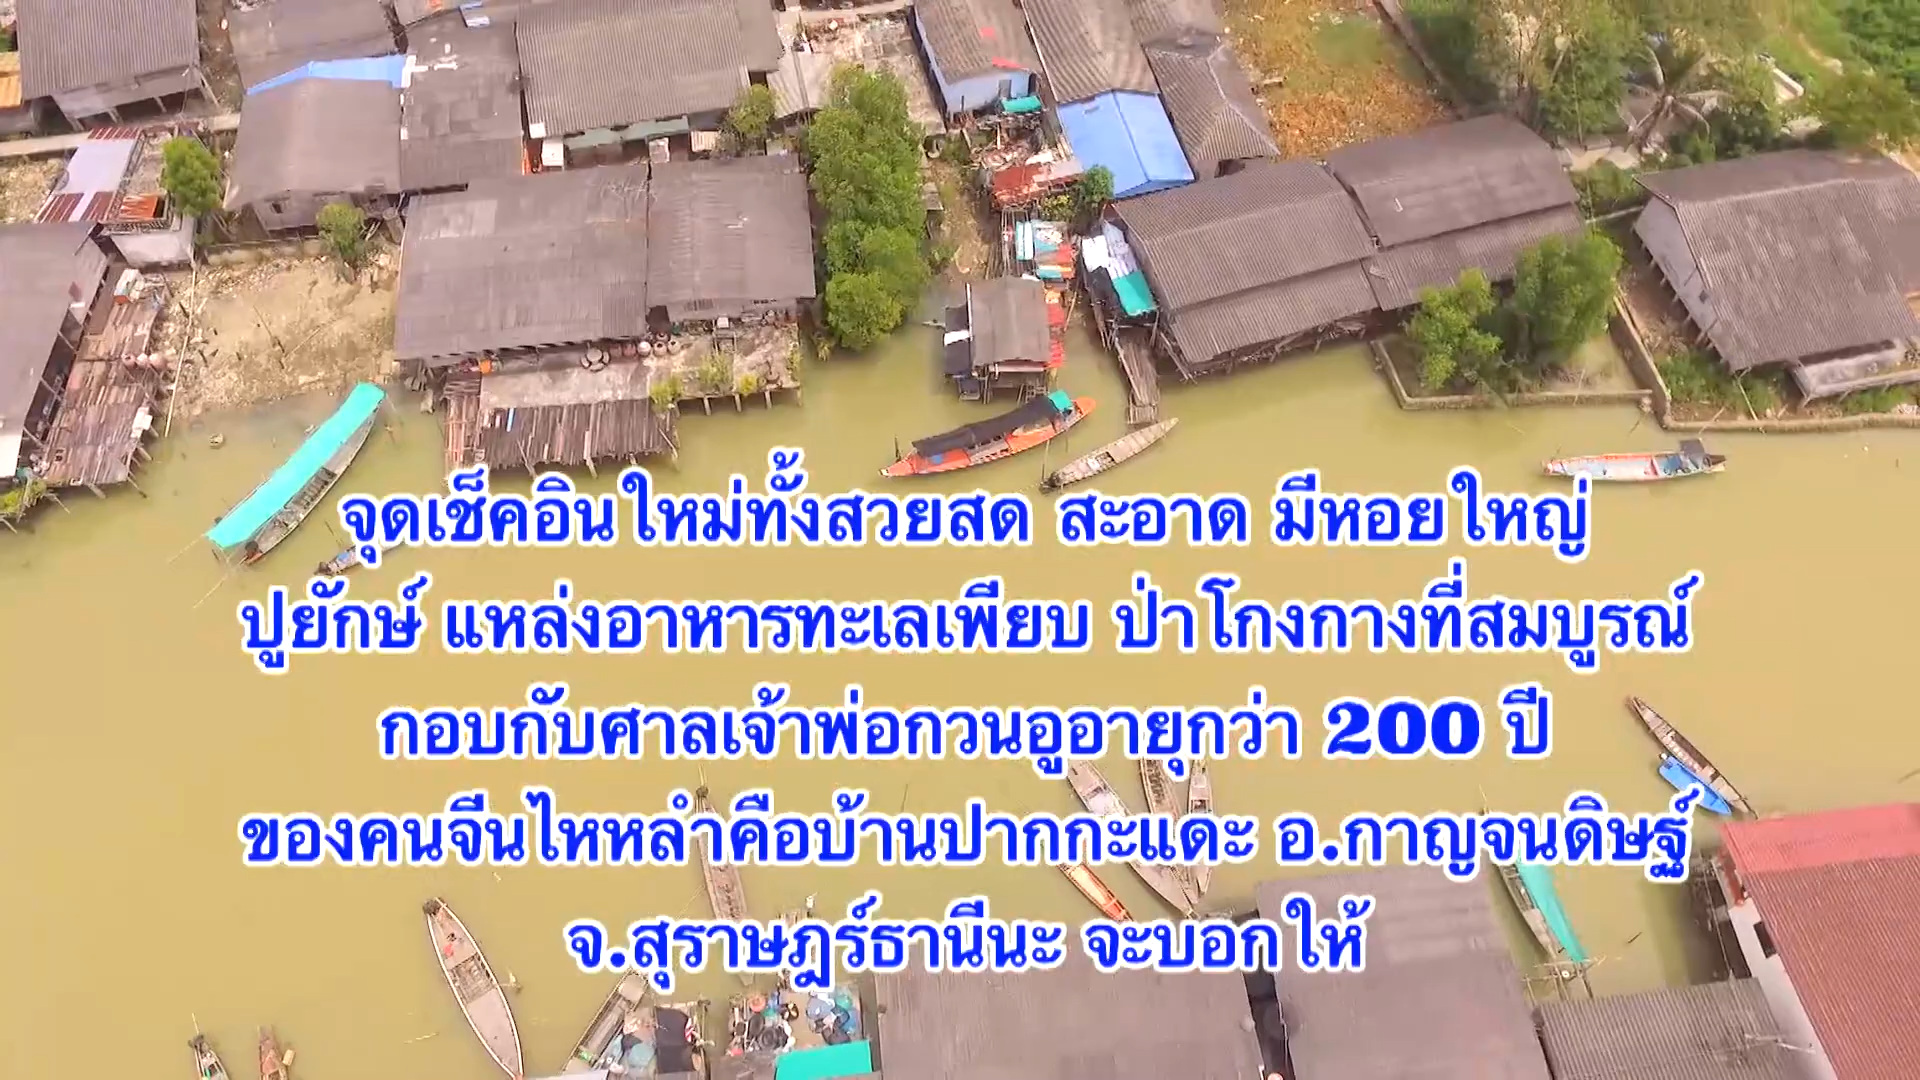 จุดเช็คอินใหม่ทั้งสวยสด สะอาด มีหอยใหญ่
ปูยักษ์ แหล่งอาหารทะเลเพียบ ป่าโกงกางที่สมบูรณ์
กอบกับศาลเจ้าพ่อกวนอูอายุกว่า 200 ปี
ของคนจีนไหหลำคือบ้านปากกะแดะ อ.กาญจนดิษฐ์
จ.สุราษฎร์ธานีนะ จะบอกให้